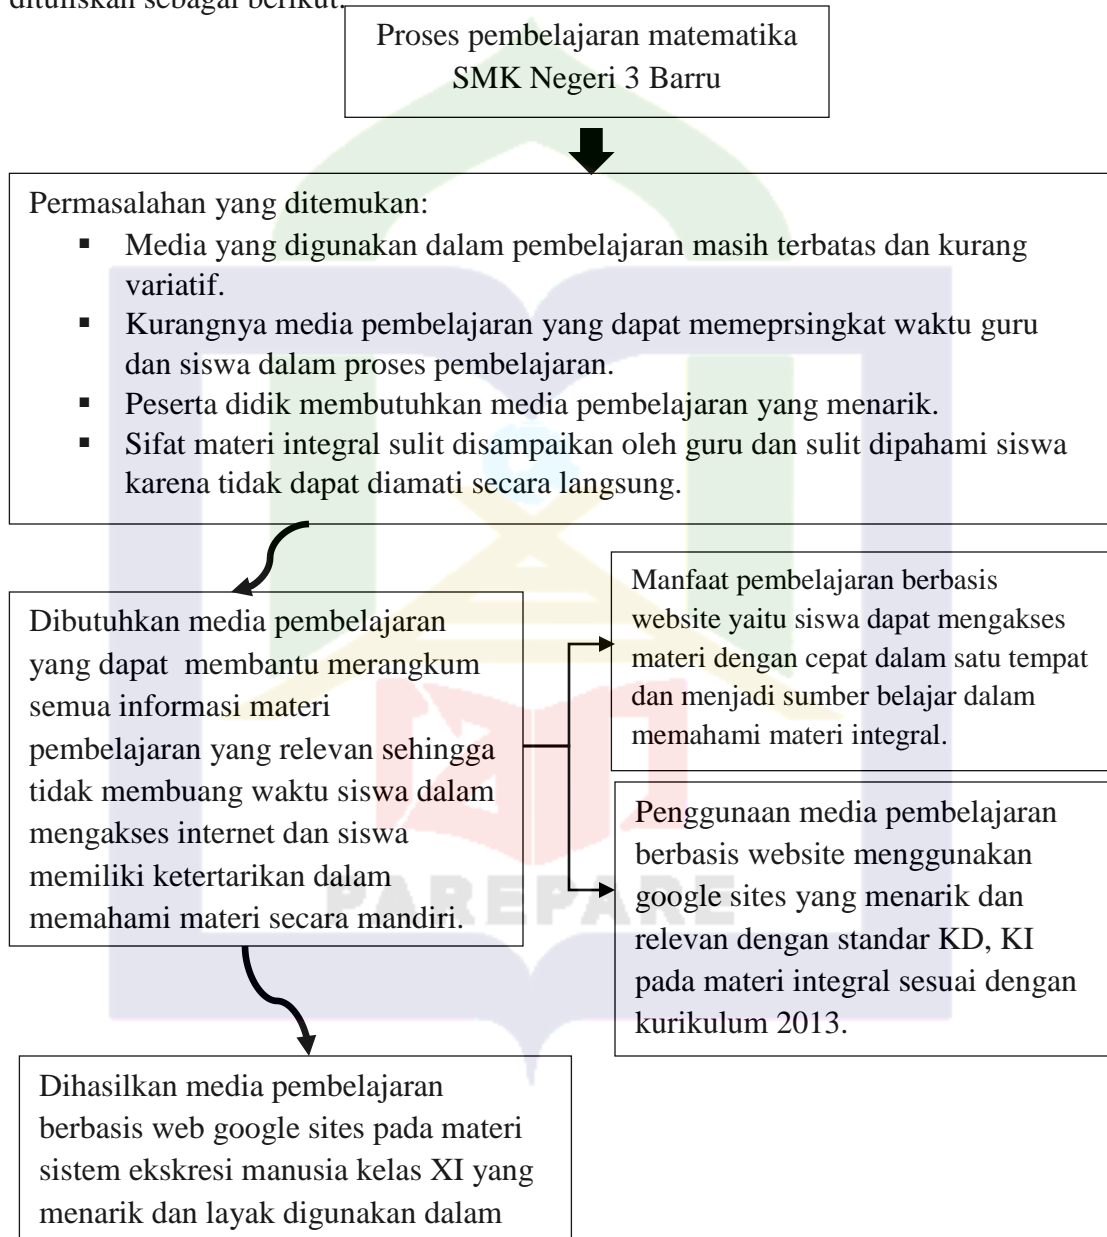 dituliskan sebagai berikut.
Proses pembelajaran matematika
SMK Negeri 3 Barru
Permasalahan yang ditemukan:
▪ Media yang digunakan dalam pembelajaran masih terbatas dan kurang
variatif.
▪ Kurangnya media pembelajaran yang dapat memeprsingkat waktu guru
dan siswa dalam proses pembelajaran.
▪ Peserta didik membutuhkan media pembelajaran yang menarik.
▪ Sifat materi integral sulit disampaikan oleh guru dan sulit dipahami siswa
karena tidak dapat diamati secara langsung.
Dibutuhkan media pembelajaran
yang dapat  membantu merangkum
semua informasi materi
pembelajaran yang relevan sehingga
tidak membuang waktu siswa dalam
mengakses internet dan siswa
memiliki ketertarikan dalam
memahami materi secara mandiri.
Manfaat pembelajaran berbasis
website yaitu siswa dapat mengakses
materi dengan cepat dalam satu tempat
dan menjadi sumber belajar dalam
memahami materi integral.
Penggunaan media pembelajaran
berbasis website menggunakan
google sites yang menarik dan
relevan dengan standar KD, KI
pada materi integral sesuai dengan
kurikulum 2013.
PAREPARE
Dihasilkan media pembelajaran
berbasis web google sites pada materi
sistem ekskresi manusia kelas XI yang
menarik dan layak digunakan dalam